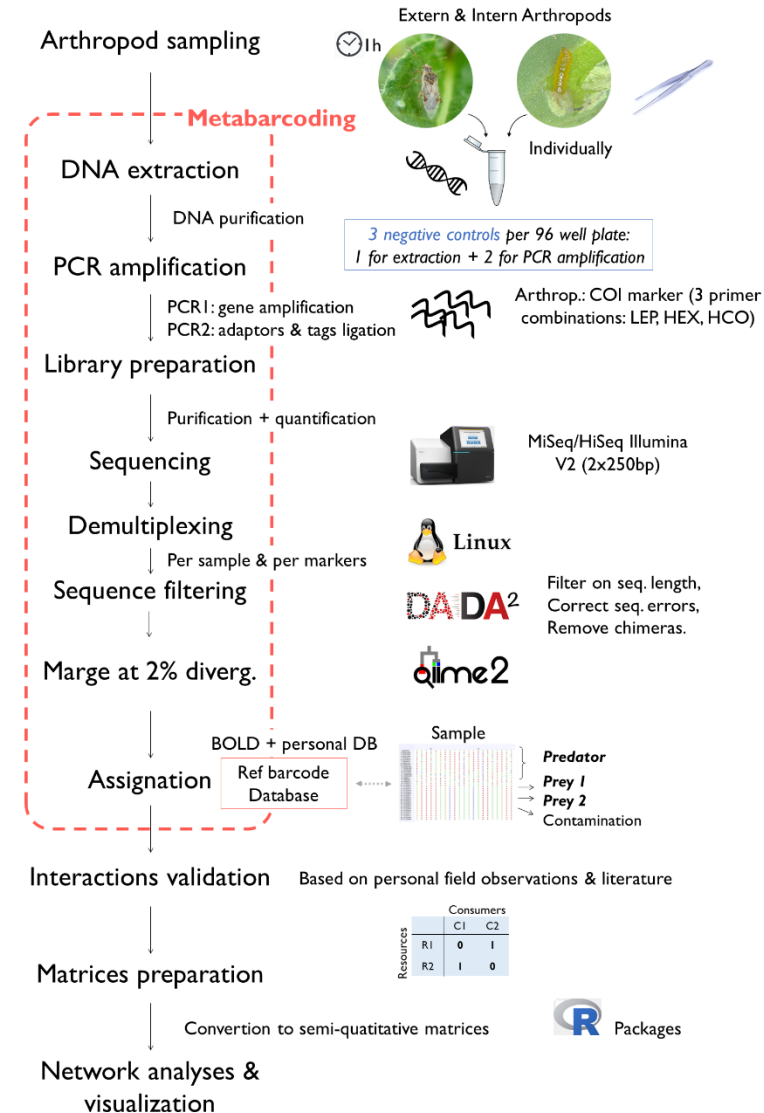 Extern & Intern Arthropods
Arthropod sampling
1h
Metabarcoding
Individually
DNA extraction
DNA purification
3 negative controls per 96 well plate:
1 for extraction + 2 for PCR amplification
PCR amplification
PCR1: gene amplification
PCR2: adaptors & tags ligation
Arthrop.: COI marker (3 primer
combinations: LEP, HEX, HCO)
Library preparation
Purification + quantification
Sequencing
MiSeq/HiSeq Illumina
V2 (2x250bp)
Demultiplexing
Linux
Per sample & per markers
Sequence filtering
DADA2
Filter on seq. length,
Correct seq. errors,
Remove chimeras.
Marge at 2% diverg.
qiime2
BOLD + personal DB
Assignation
Ref barcode
Database
Sample
Predator
Prey 1
Prey 2
Contamination
Interactions validation
Based on personal field observations & literature
Consumers
C1 C2
Resources
R1 0 1
R2 1 0
Matrices preparation
Convertion to semi-quatitative matrices
R
Packages
Network analyses &
visualization